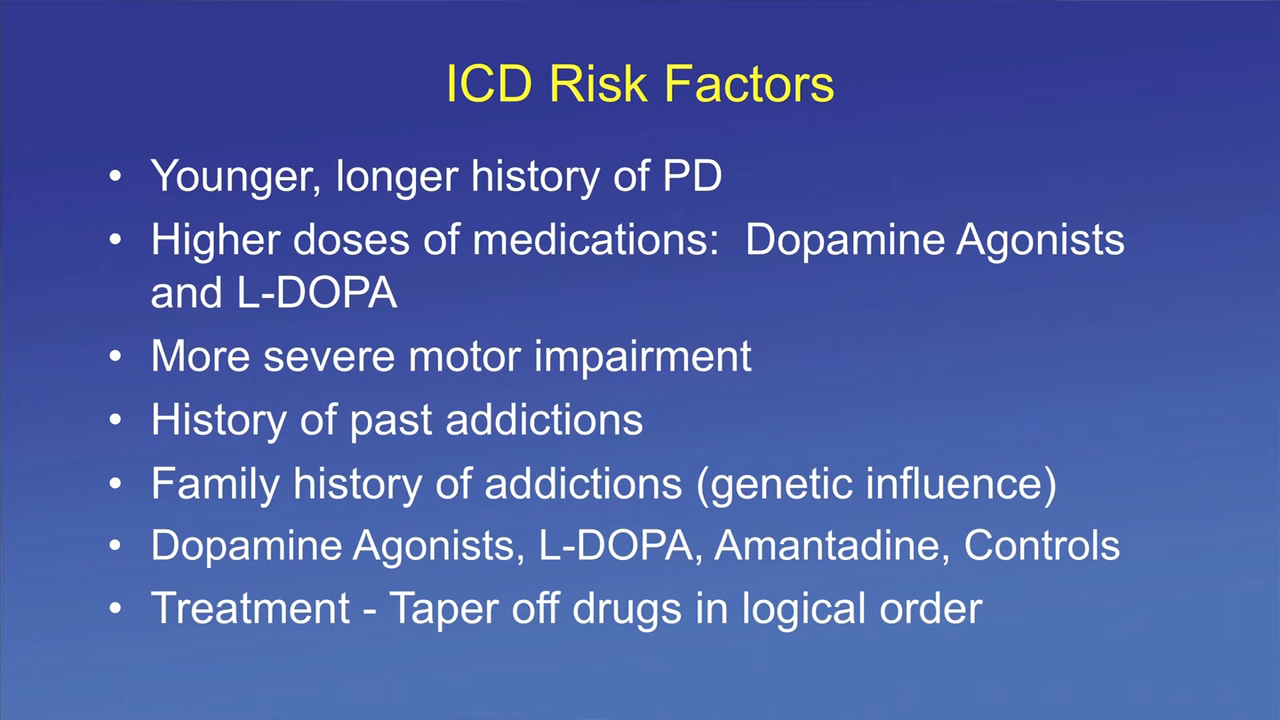 ICD Risk Factors
• Younger, longer history of PD
• Higher doses of medications: Dopamine Agonists
and L-DOPA
• More severe motor impairment
• History of past addictions
• Family history of addictions (genetic influence)
• Dopamine Agonists, L-DOPA, Amantadine, Controls
• Treatment - Taper off drugs in logical order